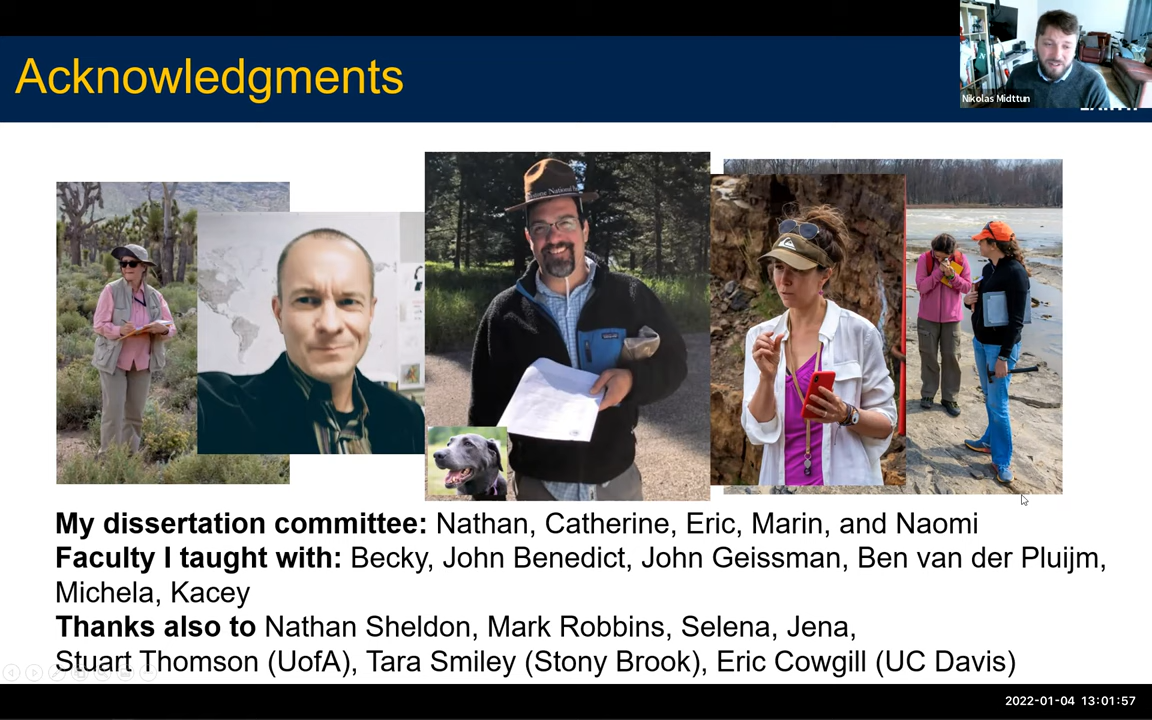 Acknowledgments
Nikolas Midttun
My dissertation committee: Nathan, Catherine, Eric, Marin, and Naomi
Faculty I taught with: Becky, John Benedict, John Geissman, Ben van der Pluijm,
Michela, Kacey
Thanks also to Nathan Sheldon, Mark Robbins, Selena, Jena,
Stuart Thomson (UofA), Tara Smiley (Stony Brook), Eric Cowgill (UC Davis)
2022-01-04 13:01:57